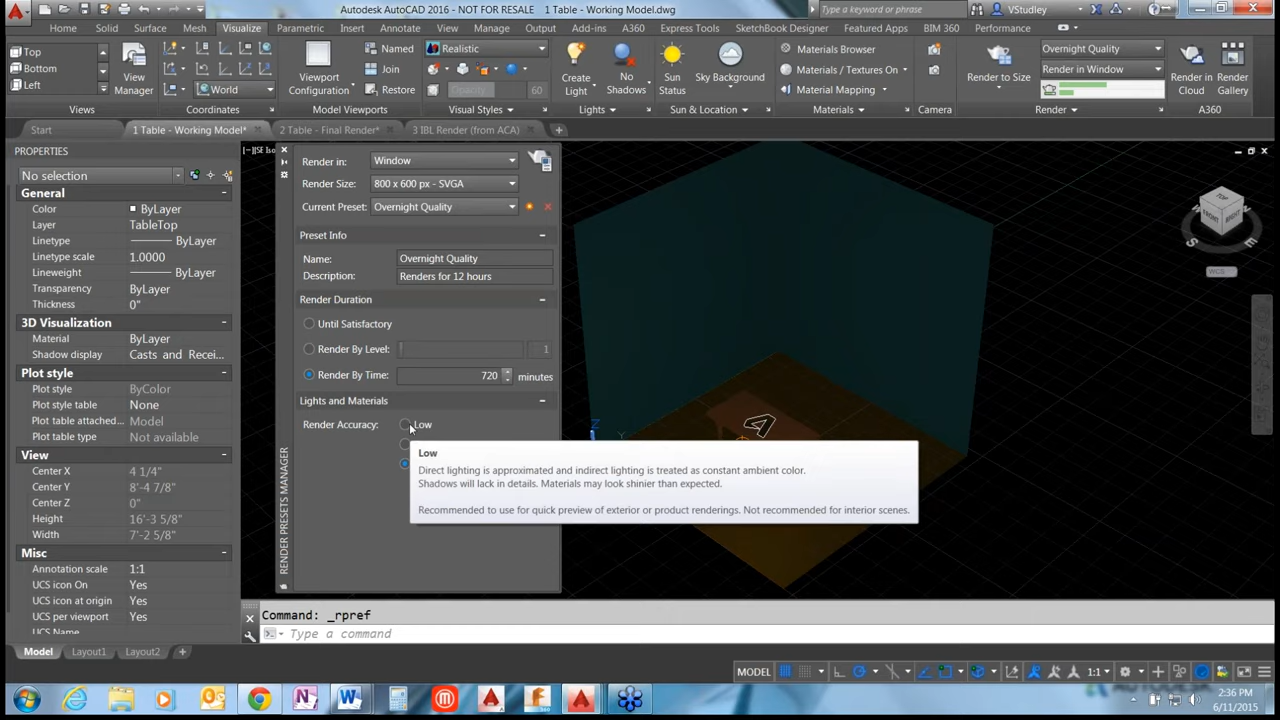 Autodesk AutoCAD 2016 - NOT FOR RESALE 1 Table - Working Model.dwg
Type a keyword or phrase
VStudley
Home Solid Surface Mesh Visualize Parametric Insert Annotate View Manage Output Add-ins A360 Express Tools SketchBook Designer Featured Apps BIM 360 Performance
Top
Bottom
Left
View Manager
World
Viewport Configuration
Named
Join
Restore
Realistic
Opacity 60
Create Light
No Shadows
Sun Status
Sky Background
Materials Browser
Materials / Textures On
Material Mapping
Render to Size
Overnight Quality
Render in Window
Render in Cloud
Render Gallery
Views Coordinates Model Viewports Visual Styles Lights Sun & Location Materials Camera Render A360
Start 1 Table - Working Model* 2 Table - Final Render* 3 IBL Render (from ACA)
PROPERTIES
No selection
General
Color ByLayer
Layer TableTop
Linetype ByLayer
Linetype scale 1.0000
Lineweight ByLayer
Transparency ByLayer
Thickness 0"
3D Visualization
Material ByLayer
Shadow display Casts and Recei...
Plot style
Plot style ByColor
Plot style table None
Plot table attached... Model
Plot table type Not available
View
Center X 4 1/4"
Center Y 8'-4 7/8"
Center Z 0"
Height 16'-3 5/8"
Width 7'-2 5/8"
Misc
Annotation scale 1:1
UCS icon On Yes
UCS icon at origin Yes
UCS per viewport Yes
UCS Name
Render in: Window
Render Size: 800 x 600 px - SVGA
Current Preset: Overnight Quality
Preset Info
Name: Overnight Quality
Description: Renders for 12 hours
Render Duration
Until Satisfactory
Render By Level: 1
Render By Time: 720 minutes
Lights and Materials
Render Accuracy: Low
RENDER PRESETS MANAGER
Low
Direct lighting is approximated and indirect lighting is treated as constant ambient color.
Shadows will lack in details. Materials may look shinier than expected.
Recommended to use for quick preview of exterior or product renderings. Not recommended for interior scenes.
TOP
FRONT
RIGHT
S
E
WCS
Z
Y
Command: _rpref
Type a command
Model Layout1 Layout2
MODEL
1:1
2:36 PM
6/11/2015